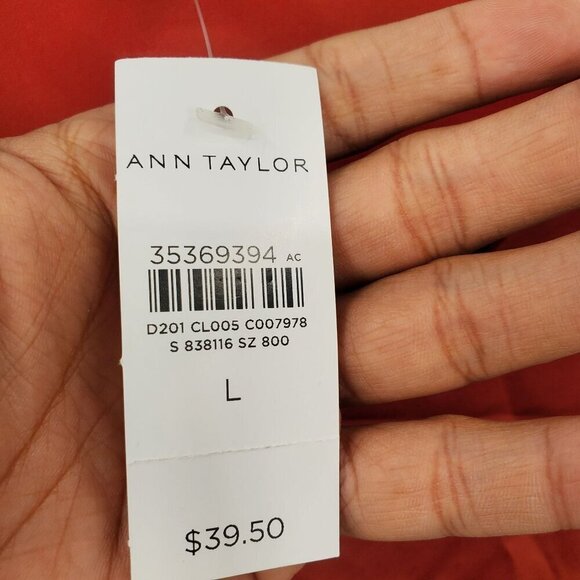 ANN TAYLOR
35369394 AC
D201 CL005 C007978
S 838116 SZ 800
L
$39.50